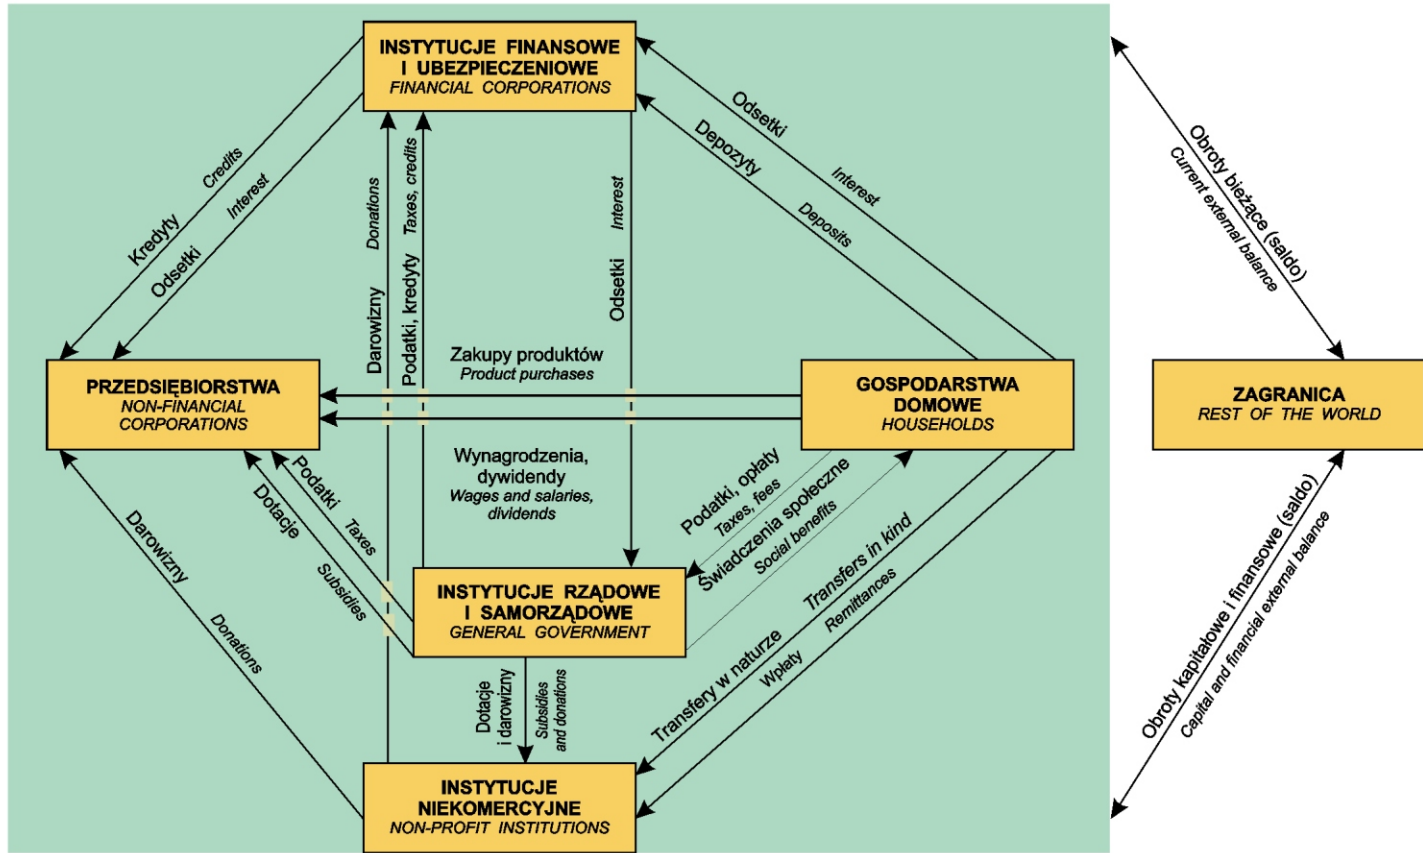 INSTYTUCJE FINANSOWE
I UBEZPIECZENIOWE
FINANCIAL CORPORATIONS
Kredyty
Credits
Odsetki
Interest
Darowizny
Donations
Podatki, kredyty
Taxes, credits
Odsetki
Interest
Odsetki
Interest
Depozyty
Deposits
Obroty bieżące (saldo)
Current external balance
PRZEDSIĘBIORSTWA
NON-FINANCIAL
CORPORATIONS
Zakupy produktów
Product purchases
GOSPODARSTWA
DOMOWE
HOUSEHOLDS
ZAGRANICA
REST OF THE WORLD
Wynagrodzenia,
dywidendy
Wages and salaries,
dividends
Podatki
Taxes
Dotacje
Subsidies
Darowizny
Donations
Podatki, opłaty
Taxes, fees
Świadczenia społeczne
Social benefits
INSTYTUCJE RZĄDOWE
I SAMORZĄDOWE
GENERAL GOVERNMENT
Transfery w naturze
Transfers in kind
Wpłaty
Remittances
Dotacje
i darowizny
Subsidies
and donations
Obroty kapitałowe i finansowe (saldo)
Capital and financial external balance
INSTYTUCJE
NIEKOMERCYJNE
NON-PROFIT INSTITUTIONS